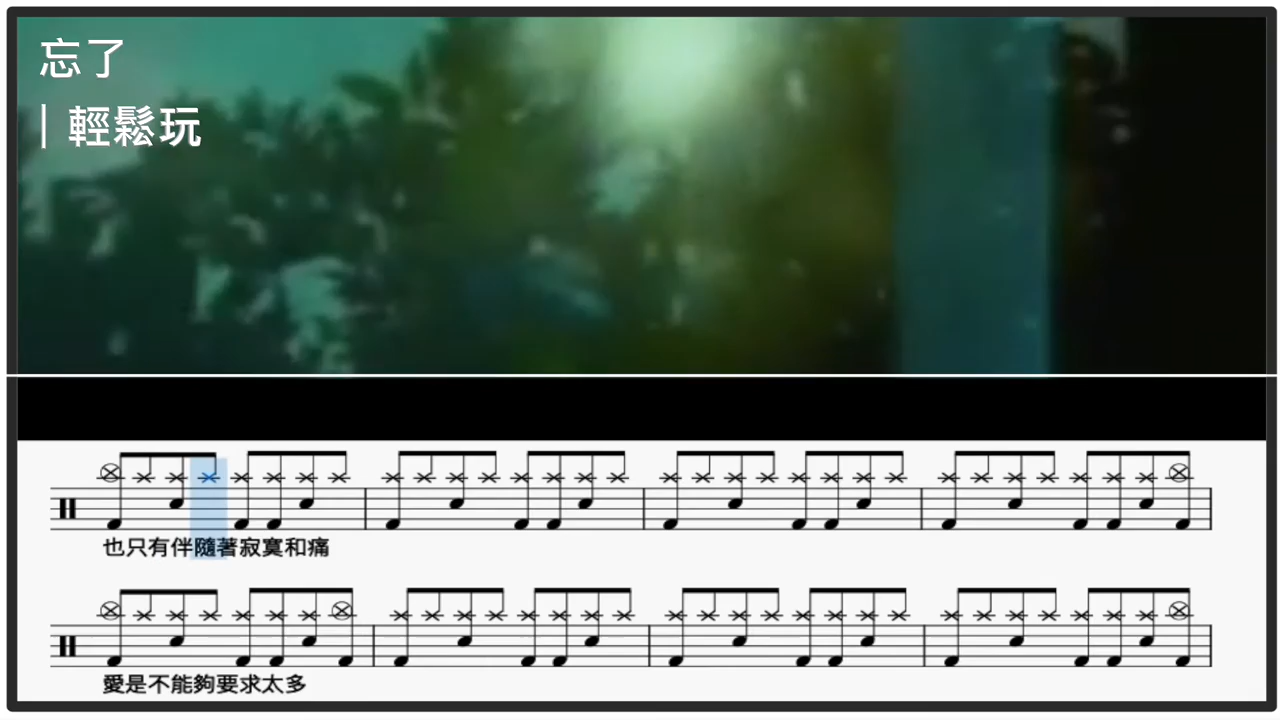 忘了
| 輕鬆玩
也只有伴隨著寂寞和痛
愛是不能夠要求太多